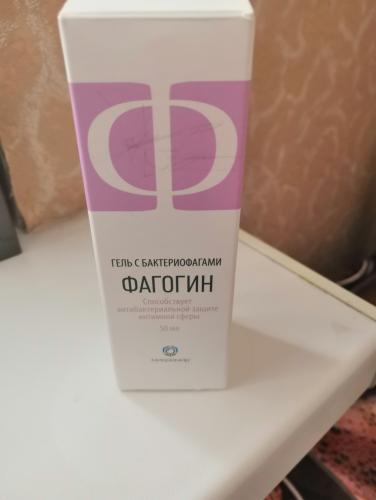 Ф
ГЕЛЬ С БАКТЕРИОФАГАМИ
ФАГОГИН
Способствует
антибактериальной защите
интимной сферы
50 мл